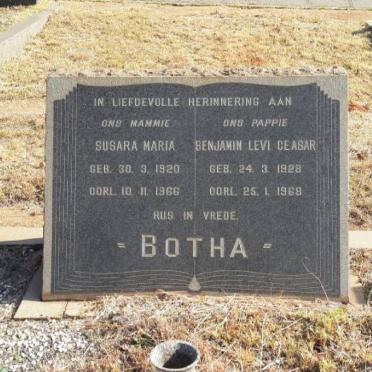 IN LIEFDEVOLLE HERINNERING AAN
ONS MAMMIE
SUSARA MARIA
GEB. 30. 3. 1920
OORL. 10. 11. 1966
ONS PAPPIE
BENJAMIN LEVI CEASAR
GEB. 24. 3. 1928
OORL. 25. 1. 1968
RUS IN VREDE.
- BOTHA -